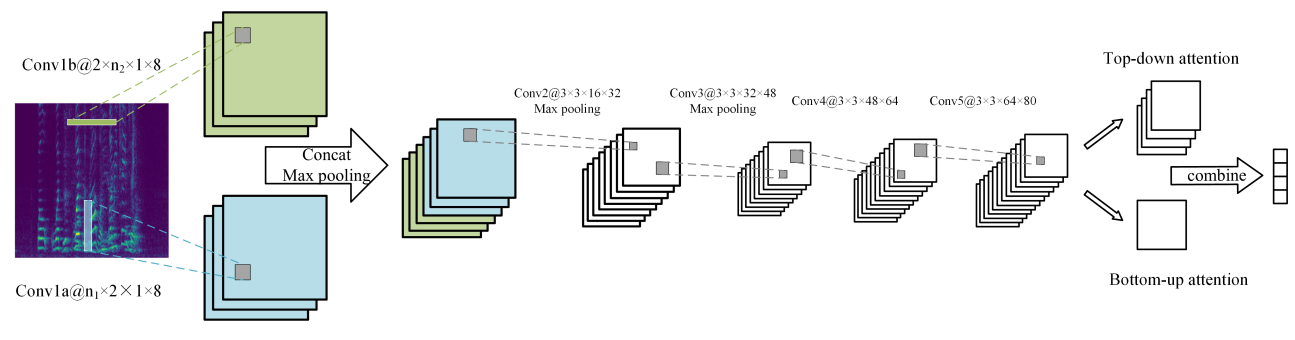 Conv1b@2×n₂×1×8
Conv1a@n₁×2×1×8
Concat
Max pooling
Conv2@3×3×16×32
Max pooling
Conv3@3×3×32×48
Max pooling
Conv4@3×3×48×64
Conv5@3×3×64×80
Top-down attention
combine
Bottom-up attention